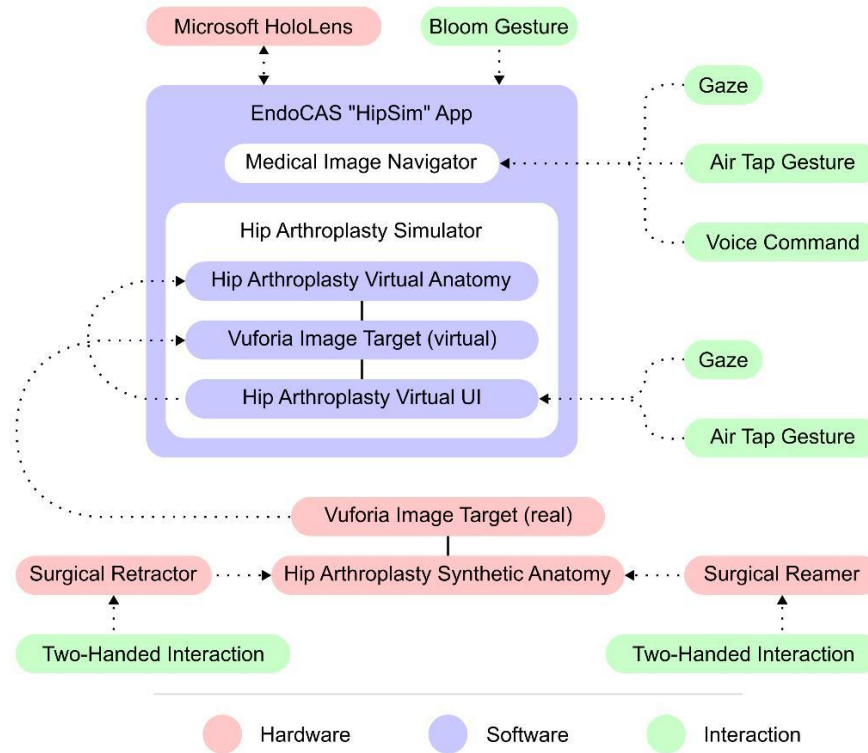 Microsoft HoloLens
Bloom Gesture
EndoCAS "HipSim" App
Gaze
Medical Image Navigator
Air Tap Gesture
Hip Arthroplasty Simulator
Voice Command
Hip Arthroplasty Virtual Anatomy
Vuforia Image Target (virtual)
Gaze
Hip Arthroplasty Virtual UI
Air Tap Gesture
Vuforia Image Target (real)
Surgical Retractor
Hip Arthroplasty Synthetic Anatomy
Surgical Reamer
Two-Handed Interaction
Two-Handed Interaction
Hardware
Software
Interaction